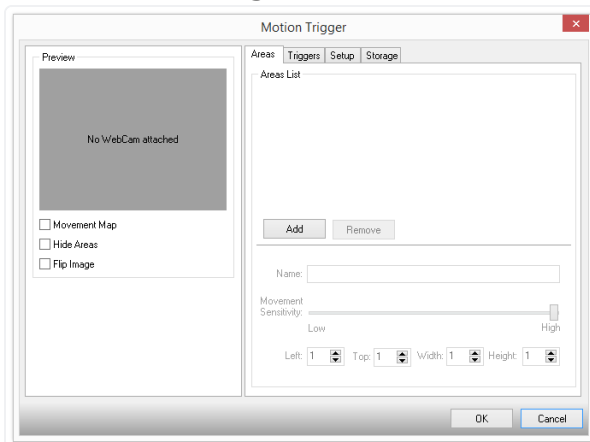 Motion Trigger
Preview
No WebCam attached
Movement Map
Hide Areas
Flip Image
Areas Triggers Setup Storage
Areas List
Add Remove
Name:
Movement
Sensitivity:
Low High
Left: 1 Top: 1 Width: 1 Height: 1
OK Cancel